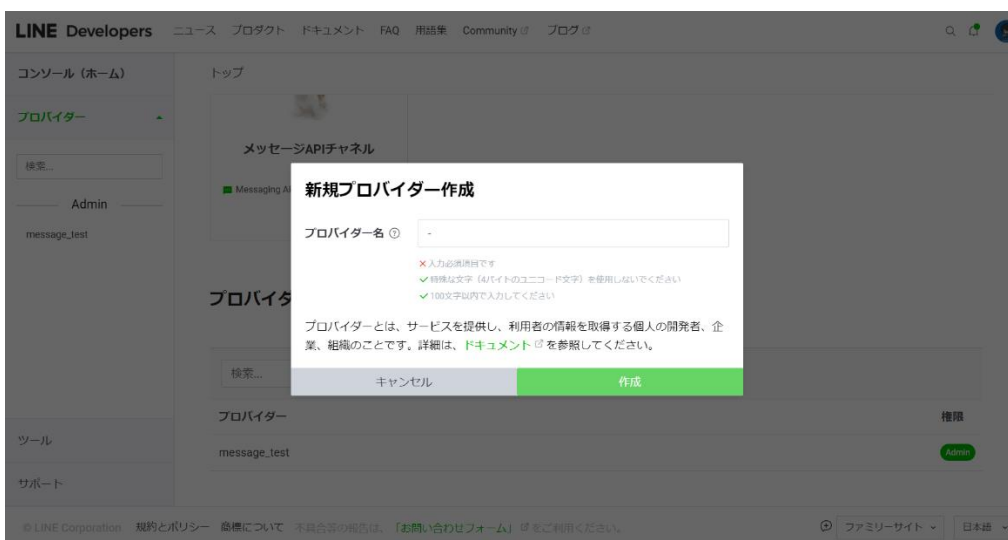 LINE Developers ニュース プロダクト ドキュメント FAQ 用語集 Community ブログ
コンソール（ホーム） トップ
プロバイダー
メッセージAPIチャネル
検索...
Messaging AP
Admin
message_test
新規プロバイダー作成
プロバイダー名 -
入力必須項目です
特殊な文字（4バイトのユニコード文字）を使用しないでください
100文字以内で入力してください
プロバイダ
プロバイダーとは、サービスを提供し、利用者の情報を取得する個人の開発者、企
業、組織のことです。詳細は、ドキュメントを参照してください。
検索...
キャンセル 作成
プロバイダー 権限
message_test Admin
ツール
サポート
© LINE Corporation 規約とポリシー 商標について 不具合等の報告は、「お問い合わせフォーム」をご利用ください。 ファミリーサイト 日本語